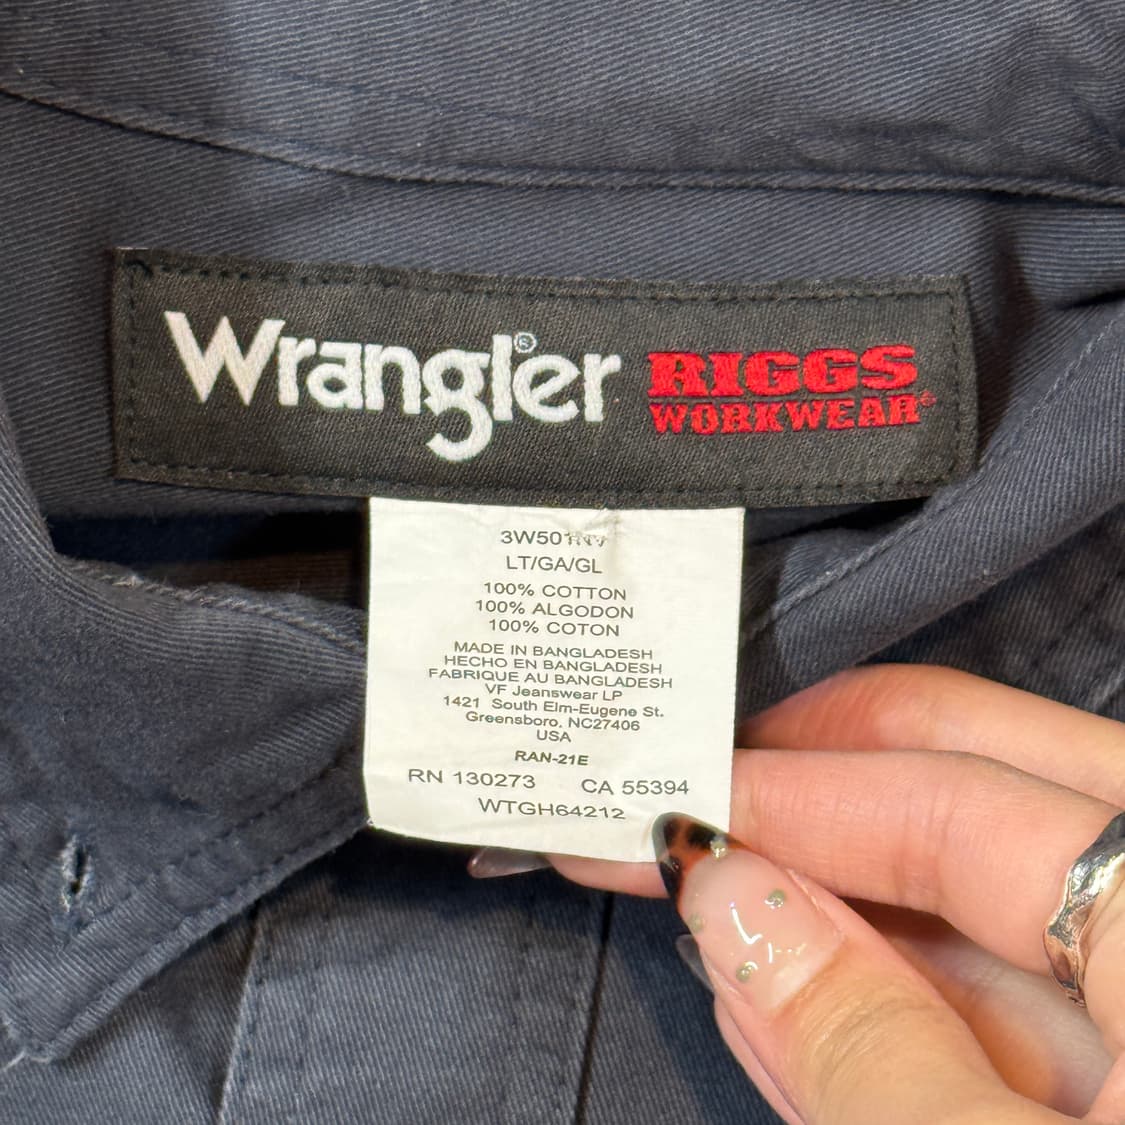 Wrangler® RIGGS
WORKWEAR®
3W501NV
LT/GA/GL
100% COTTON
100% ALGODON
100% COTON
MADE IN BANGLADESH
HECHO EN BANGLADESH
FABRIQUE AU BANGLADESH
VF Jeanswear LP
1421 South Elm-Eugene St.
Greensboro, NC27406
USA
RAN-21E
RN 130273 CA 55394
WTGH64212